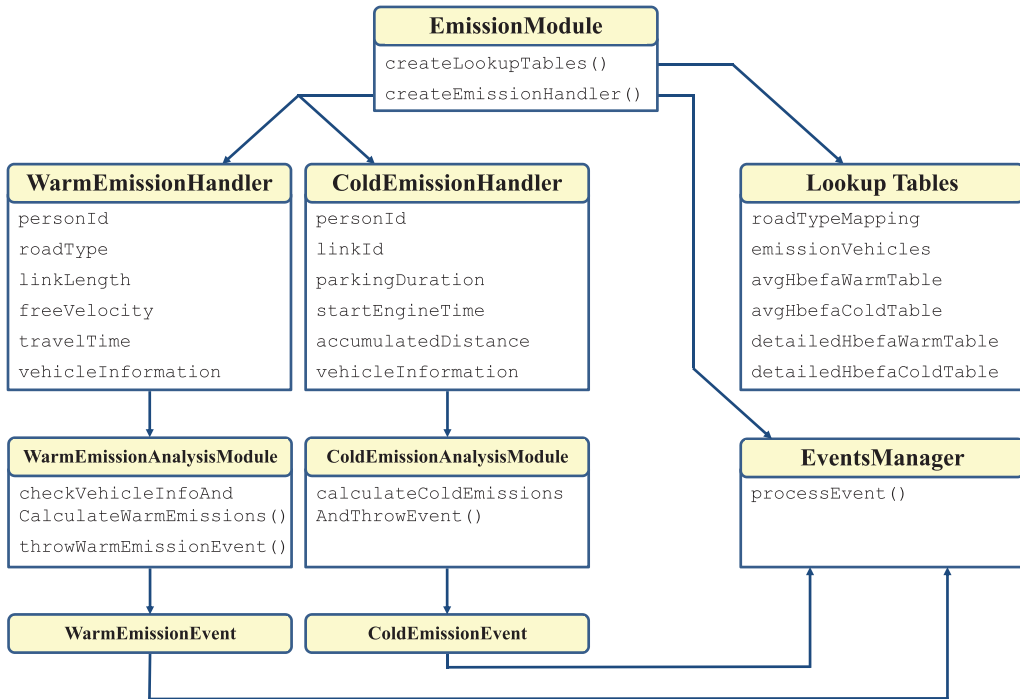 EmissionModule
createLookupTables()
createEmissionHandler()
WarmEmissionHandler
personId
roadType
linkLength
freeVelocity
travelTime
vehicleInformation
ColdEmissionHandler
personId
linkId
parkingDuration
startEngineTime
accumulatedDistance
vehicleInformation
Lookup Tables
roadTypeMapping
emissionVehicles
avgHbefaWarmTable
avgHbefaColdTable
detailedHbefaWarmTable
detailedHbefaColdTable
WarmEmissionAnalysisModule
checkVehicleInfoAnd
CalculateWarmEmissions()
throwWarmEmissionEvent()
ColdEmissionAnalysisModule
calculateColdEmissions
AndThrowEvent()
EventsManager
processEvent()
WarmEmissionEvent
ColdEmissionEvent